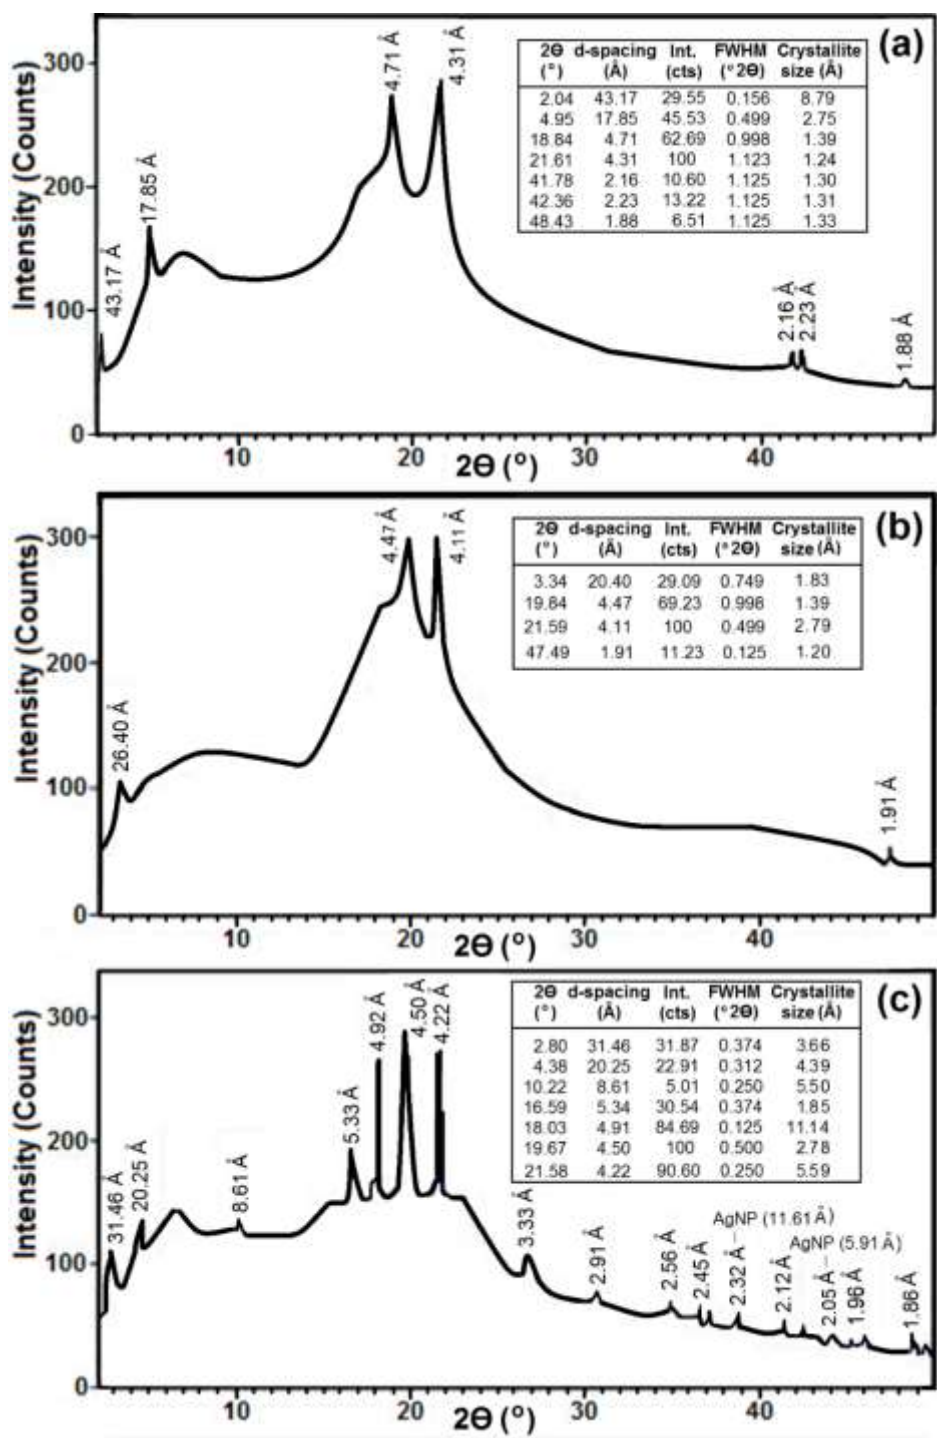 (a)
Intensity (Counts)
300
200
100
0
43.17 Å
17.85 Å
4.71 Å
4.31 Å
2.16 Å
2.23 Å
1.88 Å
2Θ d-spacing Int. FWHM Crystallite
(°) (Å) (cts) (°2Θ) size (Å)
2.04 43.17 29.55 0.156 8.79
4.95 17.85 45.53 0.499 2.75
18.84 4.71 62.69 0.998 1.39
21.61 4.31 100 1.123 1.24
41.78 2.16 10.60 1.125 1.30
42.36 2.23 13.22 1.125 1.31
48.43 1.88 6.51 1.125 1.33
10 20 30 40
2Θ (°)
(b)
Intensity (Counts)
300
200
100
0
26.40 Å
4.47 Å
4.11 Å
1.91 Å
2Θ d-spacing Int. FWHM Crystallite
(°) (Å) (cts) (°2Θ) size (Å)
3.34 20.40 29.09 0.749 1.83
19.84 4.47 69.23 0.998 1.39
21.59 4.11 100 0.499 2.79
47.49 1.91 11.23 0.125 1.20
10 20 30 40
2Θ (°)
(c)
Intensity (Counts)
300
200
100
0
31.46 Å
20.25 Å
8.61 Å
5.33 Å
4.92 Å
4.50 Å
4.22 Å
3.33 Å
2.91 Å
2.56 Å
2.45 Å
2.32 Å
AgNP (11.61 Å)
2.12 Å
2.05 Å
AgNP (5.91 Å)
1.96 Å
1.86 Å
2Θ d-spacing Int. FWHM Crystallite
(°) (Å) (cts) (°2Θ) size (Å)
2.80 31.46 31.87 0.374 3.66
4.38 20.25 22.91 0.312 4.39
10.22 8.61 5.01 0.250 5.50
16.59 5.34 30.54 0.374 1.85
18.03 4.91 84.69 0.125 11.14
19.67 4.50 100 0.500 2.78
21.58 4.22 90.60 0.250 5.59
10 20 30 40
2Θ (°)